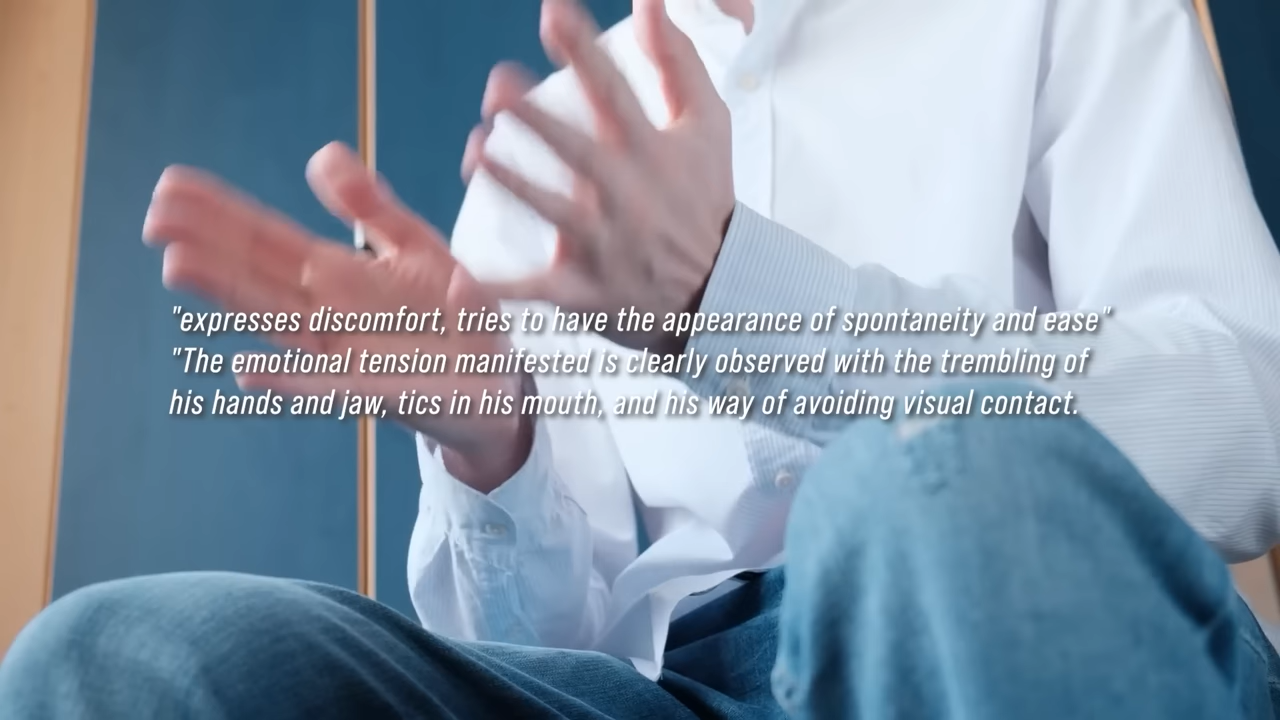 "expresses discomfort, tries to have the appearance of spontaneity and ease"
"The emotional tension manifested is clearly observed with the trembling of
his hands and jaw, tics in his mouth, and his way of avoiding visual contact.